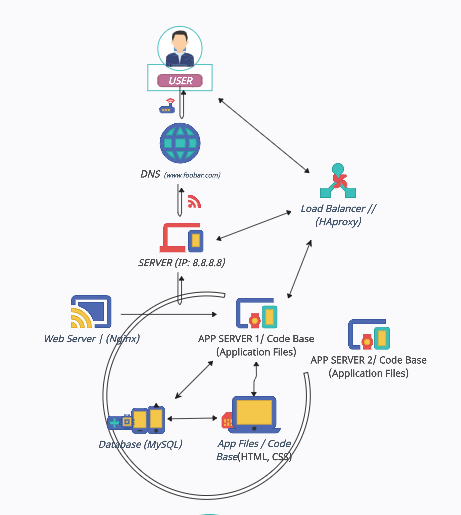 USER
DNS (www.foobar.com)
Load Balancer //
(HAproxy)
SERVER (IP: 8.8.8.8)
Web Server | (Nginx)
APP SERVER 1/ Code Base
(Application Files)
APP SERVER 2/ Code Base
(Application Files)
Database (MySQL)
App Files / Code
Base(HTML, CSS)